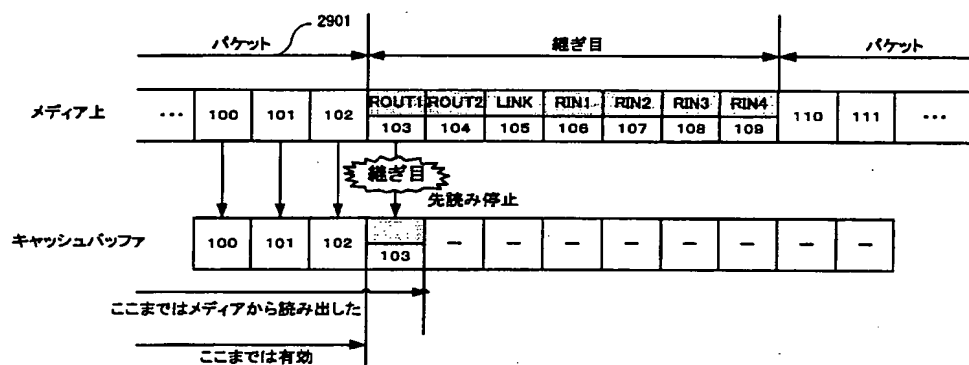 2901
パケット
継ぎ目
パケット
メディア上
… 100 101 102 ROUT1 ROUT2 LINK RIN1 RIN2 RIN3 RIN4 110 111 …
103 104 105 106 107 108 109
継ぎ目
先読み停止
キャッシュバッファ
100 101 102 103 － － － － － － － －
ここまではメディアから読み出した
ここまでは有効